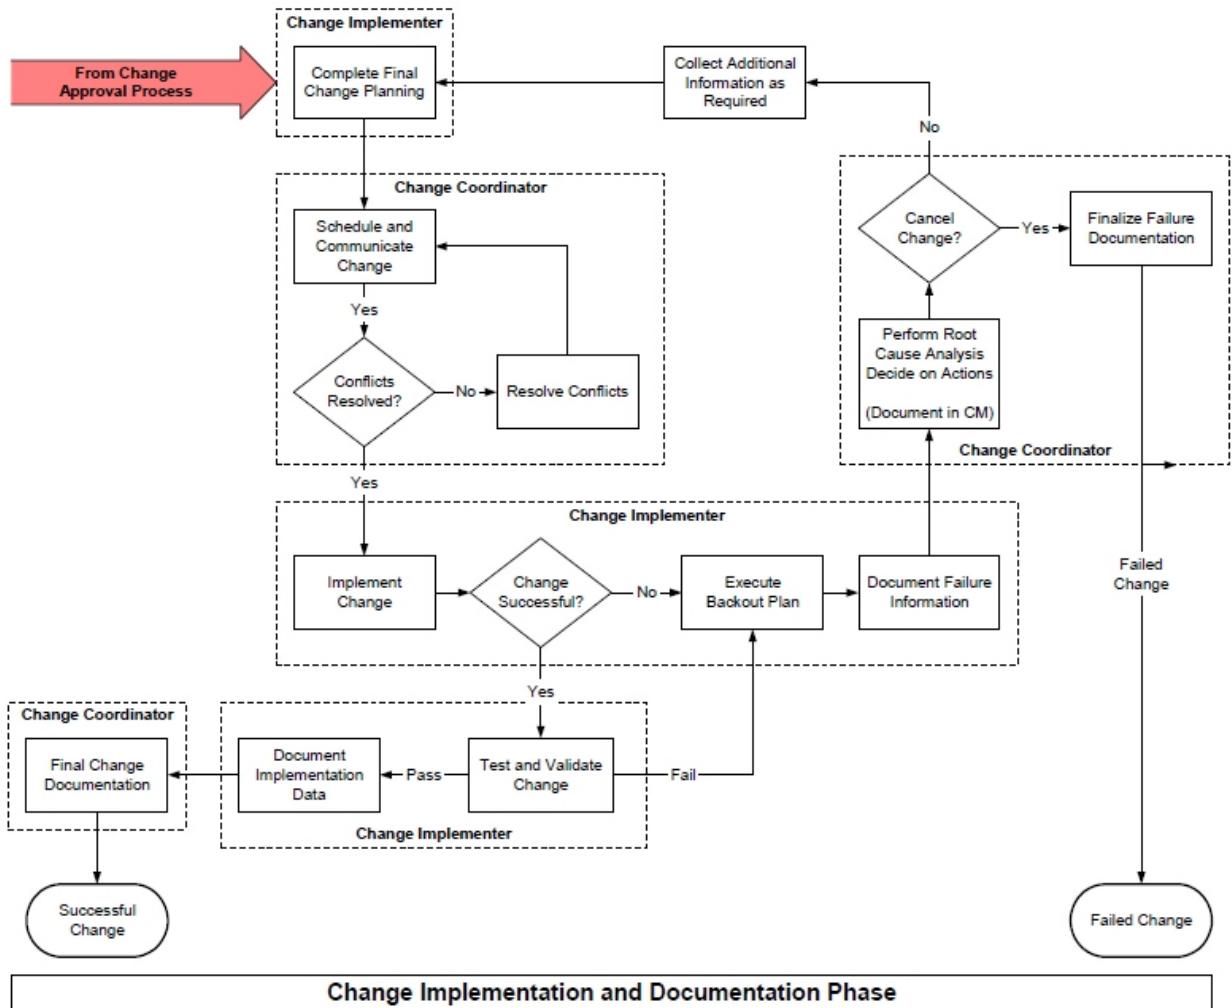 Change Implementer
From Change
Approval Process
Complete Final
Change Planning
Collect Additional
Information as
Required
No
Change Coordinator
Schedule and
Communicate
Change
Cancel
Change?
Yes
Finalize Failure
Documentation
Yes
Perform Root
Cause Analysis
Decide on Actions
(Document in CM)
Conflicts
Resolved?
No
Resolve Conflicts
Change Coordinator
Yes
Change Implementer
Implement
Change
Change
Successful?
No
Execute
Backout Plan
Document Failure
Information
Failed
Change
Yes
Change Coordinator
Final Change
Documentation
Document
Implementation
Data
Pass
Test and Validate
Change
Fail
Change Implementer
Successful
Change
Failed Change
Change Implementation and Documentation Phase